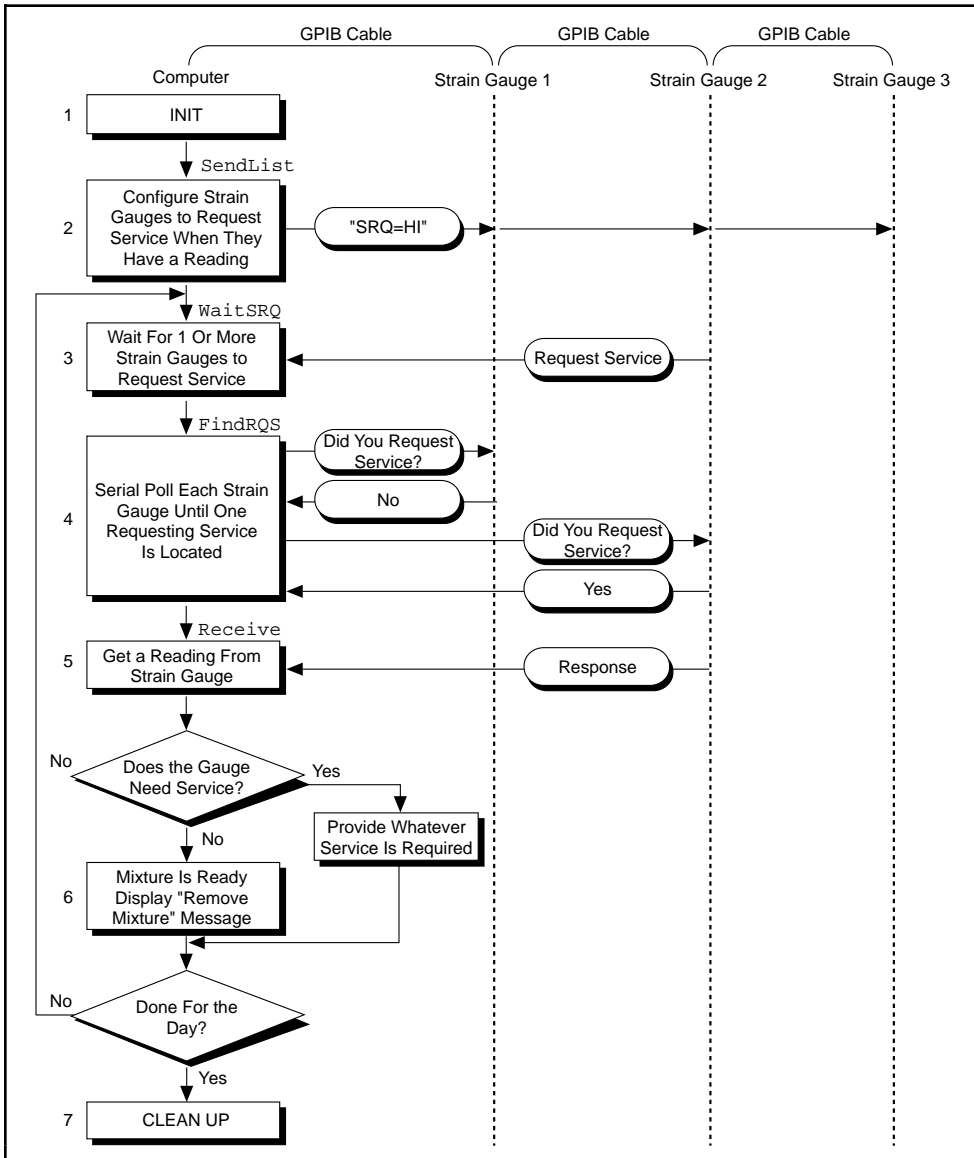 GPIB Cable GPIB Cable GPIB Cable
Computer Strain Gauge 1 Strain Gauge 2 Strain Gauge 3
1 INIT
SendList
2 Configure Strain
Gauges to Request
Service When They
Have a Reading
"SRQ=HI"
WaitSRQ
3 Wait For 1 Or More
Strain Gauges to
Request Service
Request Service
FindRQS
4 Serial Poll Each Strain
Gauge Until One
Requesting Service
Is Located
Did You Request
Service?
No
Did You Request
Service?
Yes
Receive
5 Get a Reading From
Strain Gauge
Response
No
Does the Gauge
Need Service?
Yes
Provide Whatever
Service Is Required
No
6 Mixture Is Ready
Display "Remove
Mixture" Message
No
Done For the
Day?
Yes
7 CLEAN UP